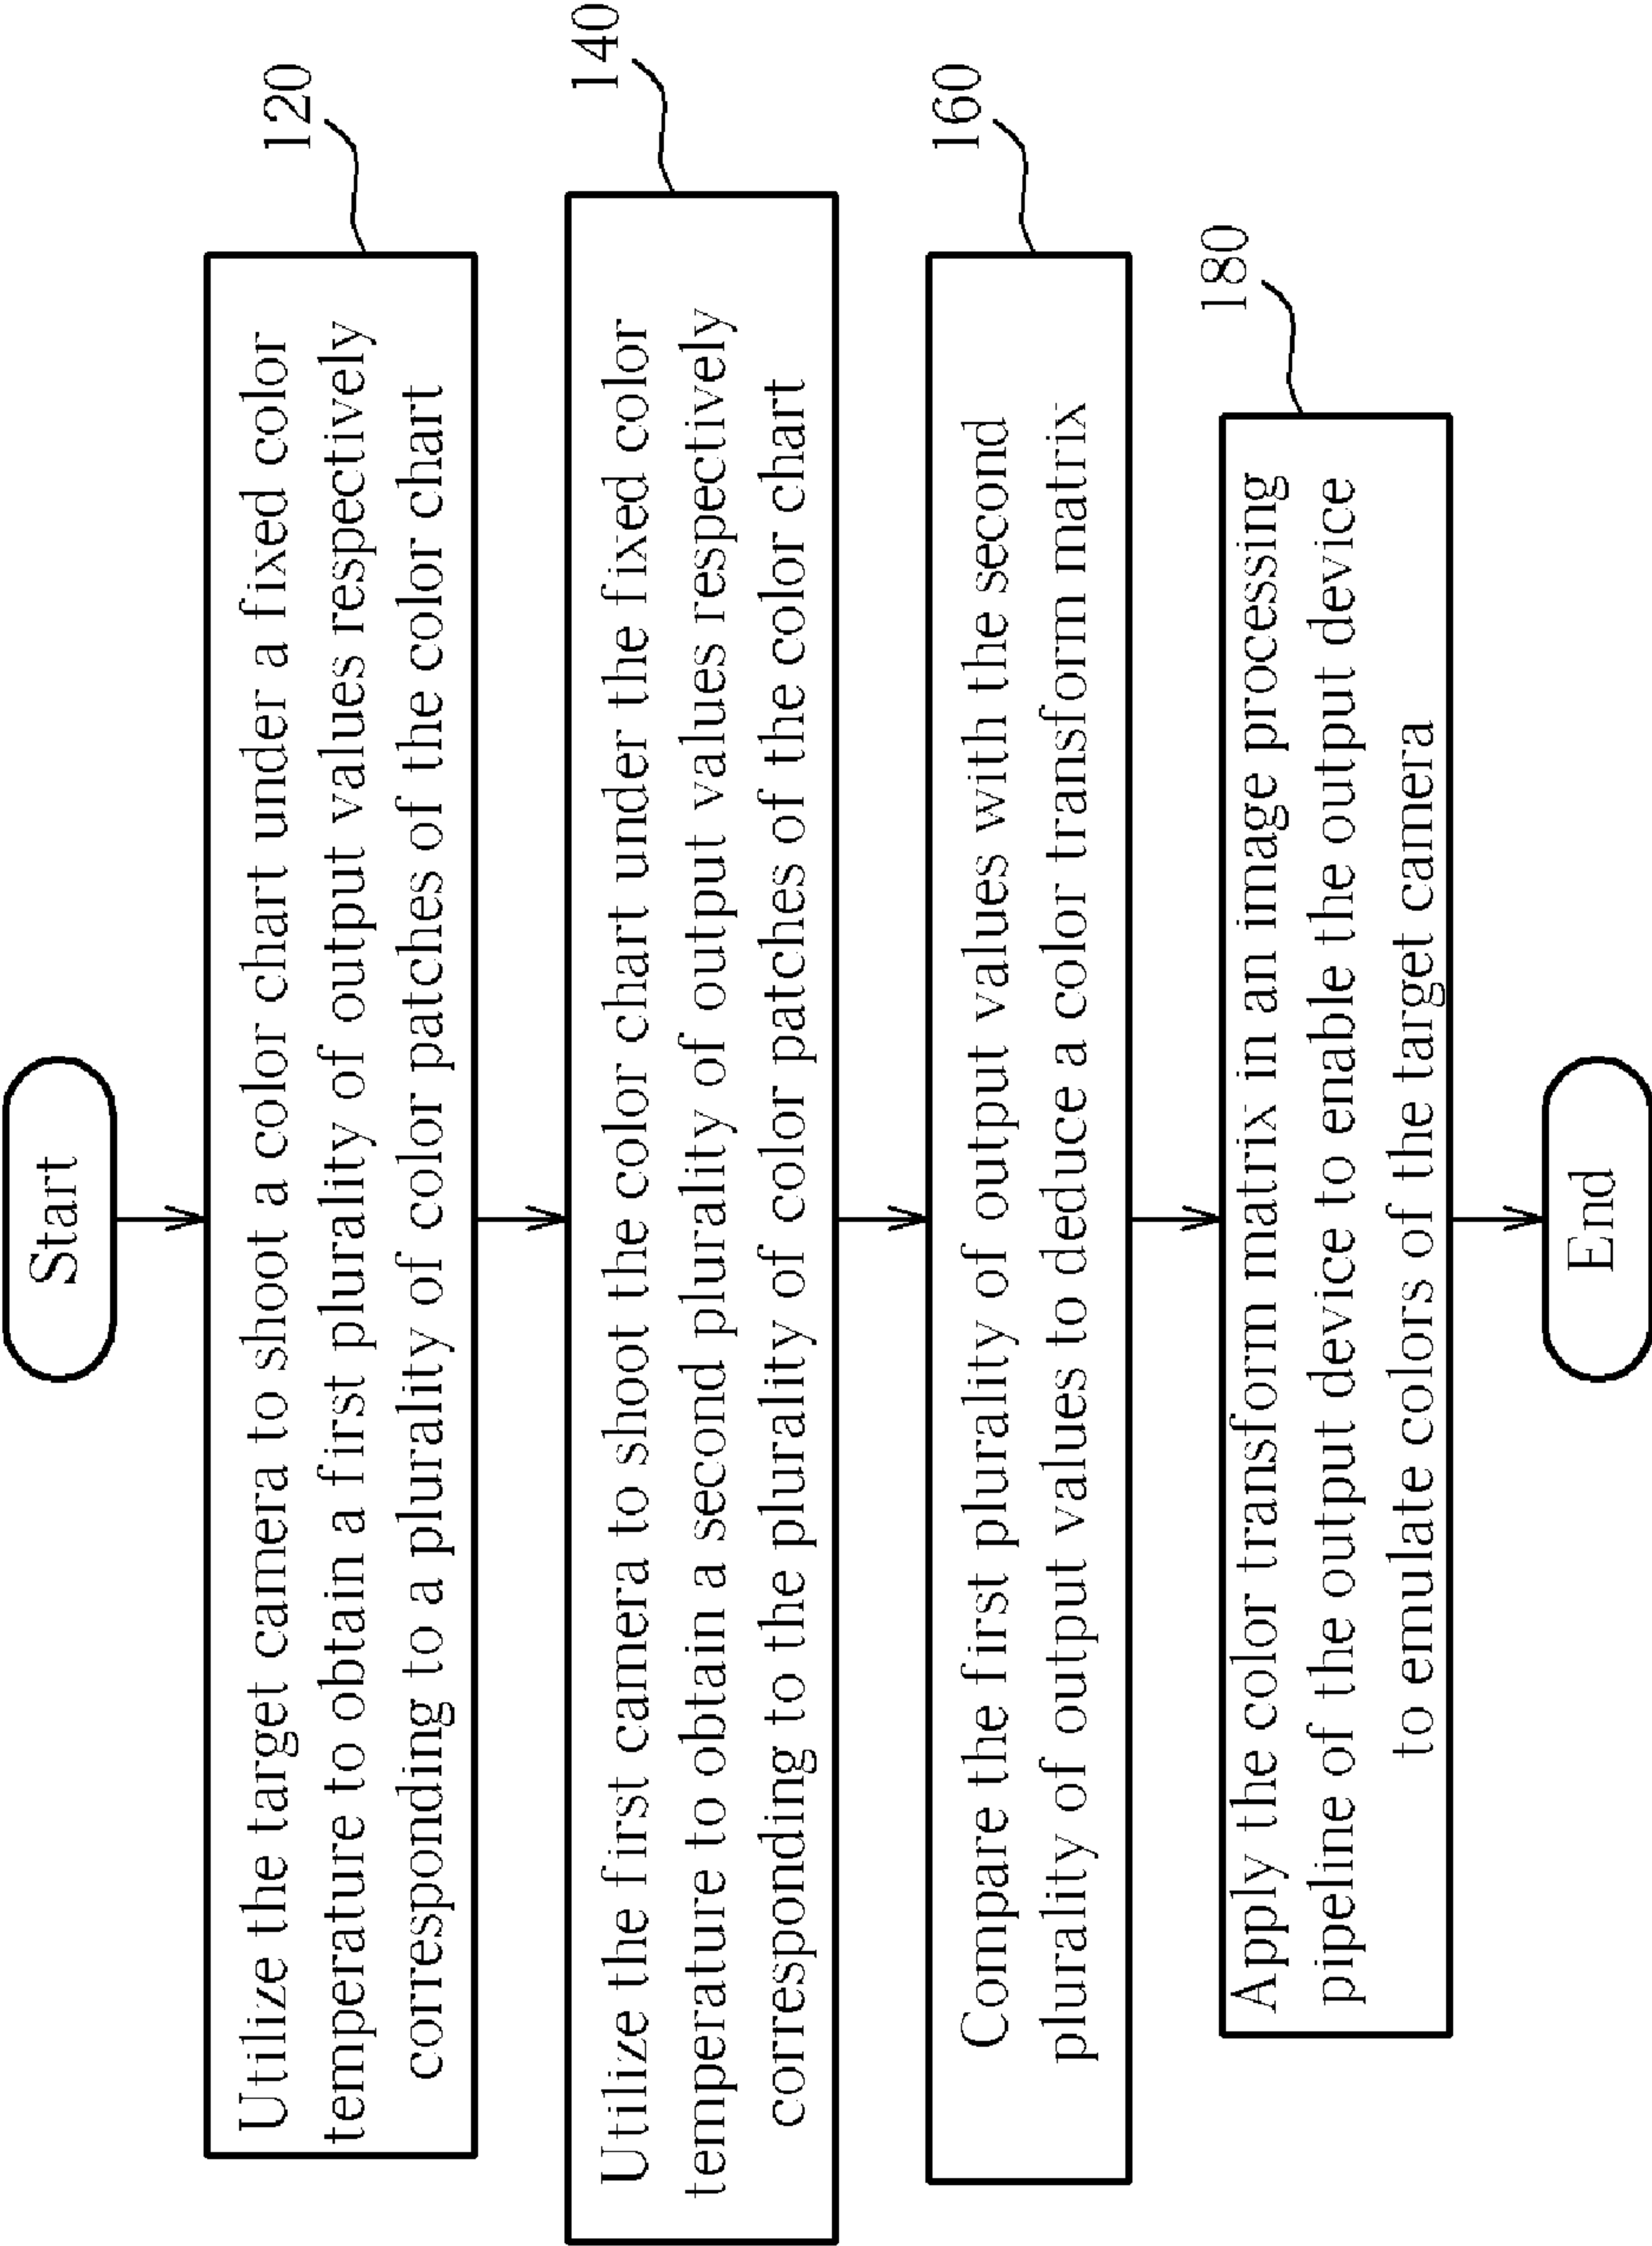 Start
120
Utilize the target camera to shoot a color chart under a fixed color
temperature to obtain a first plurality of output values respectively
corresponding to a plurality of color patches of the color chart
140
Utilize the first camera to shoot the color chart under the fixed color
temperature to obtain a second plurality of output values respectively
corresponding to the plurality of color patches of the color chart
160
Compare the first plurality of output values with the second
plurality of output values to deduce a color transform matrix
180
Apply the color transform matrix in an image processing
pipeline of the output device to enable the output device
to emulate colors of the target camera
End